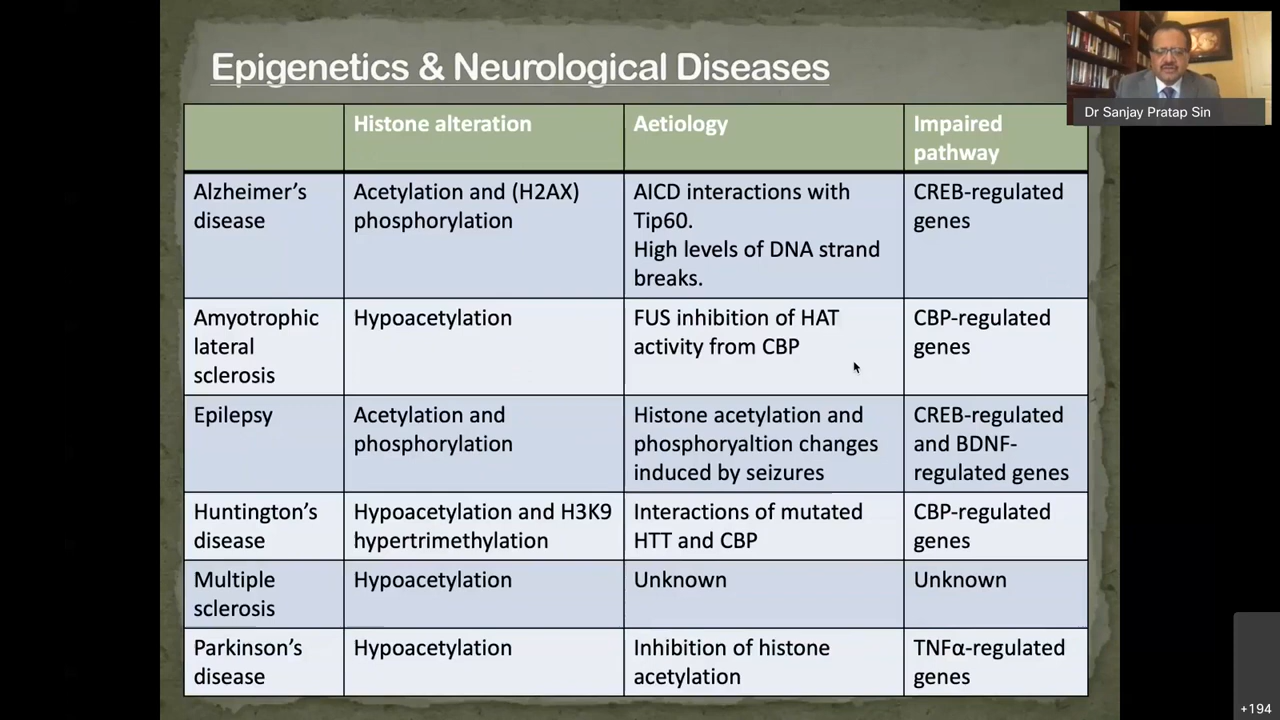 Epigenetics & Neurological Diseases
Dr Sanjay Pratap Sin
Histone alteration
Aetiology
Impaired
pathway
Alzheimer's
disease
Acetylation and (H2AX)
phosphorylation
AICD interactions with
Tip60.
High levels of DNA strand
breaks.
CREB-regulated
genes
Amyotrophic
lateral
sclerosis
Hypoacetylation
FUS inhibition of HAT
activity from CBP
CBP-regulated
genes
Epilepsy
Acetylation and
phosphorylation
Histone acetylation and
phosphoryaltion changes
induced by seizures
CREB-regulated
and BDNF-
regulated genes
Huntington's
disease
Hypoacetylation and H3K9
hypertrimethylation
Interactions of mutated
HTT and CBP
CBP-regulated
genes
Multiple
sclerosis
Hypoacetylation
Unknown
Unknown
Parkinson's
disease
Hypoacetylation
Inhibition of histone
acetylation
TNFα-regulated
genes
+194